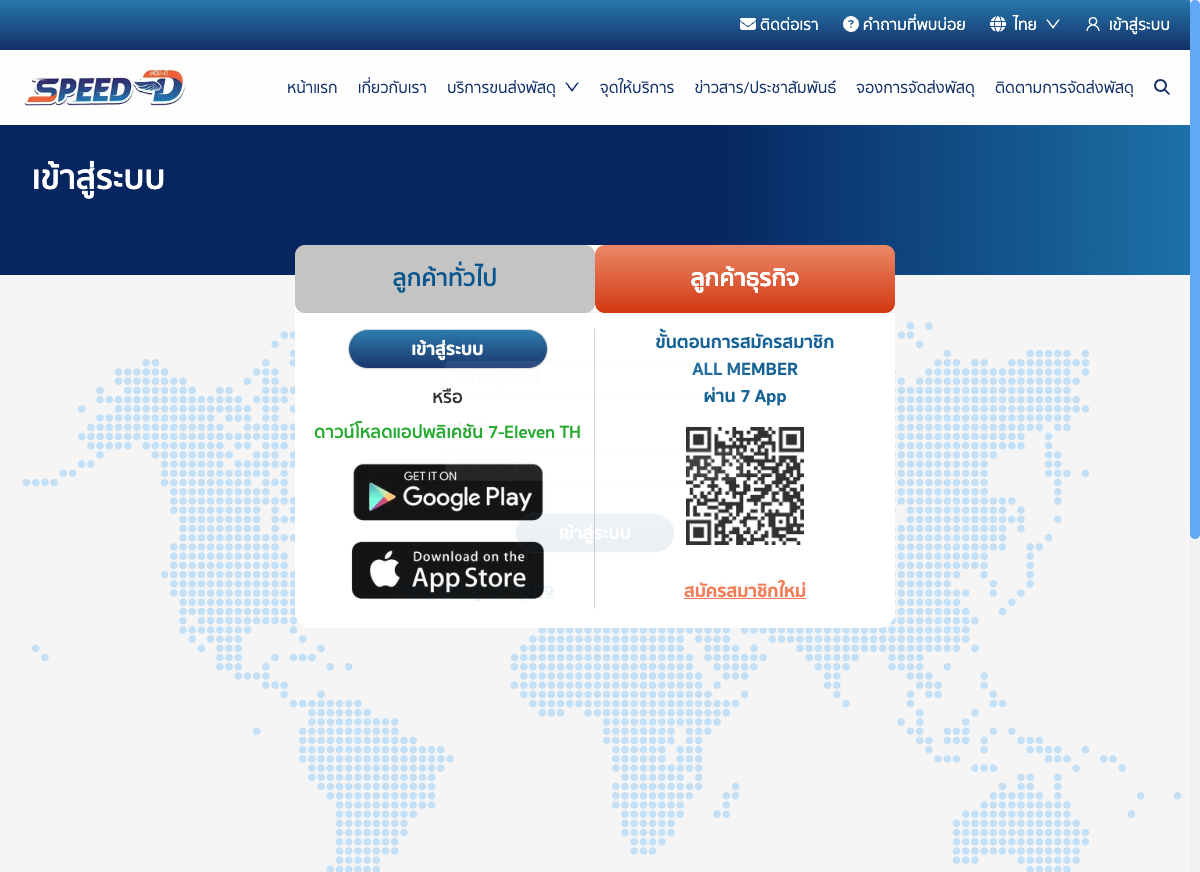 ติดต่อเรา
คำถามที่พบบ่อย
ไทย
เข้าสู่ระบบ
SPEED-D
หน้าแรก
เกี่ยวกับเรา
บริการขนส่งพัสดุ
จุดให้บริการ
ข่าวสาร/ประชาสัมพันธ์
จองการจัดส่งพัสดุ
ติดตามการจัดส่งพัสดุ
เข้าสู่ระบบ
ลูกค้าทั่วไป
ลูกค้าธุรกิจ
เข้าสู่ระบบ
หรือ
ดาวน์โหลดแอปพลิเคชัน 7-Eleven TH
GET IT ON
Google Play
Download on the
App Store
ขั้นตอนการสมัครสมาชิก
ALL MEMBER
ผ่าน 7 App
เข้าสู่ระบบ
สมัครสมาชิกใหม่